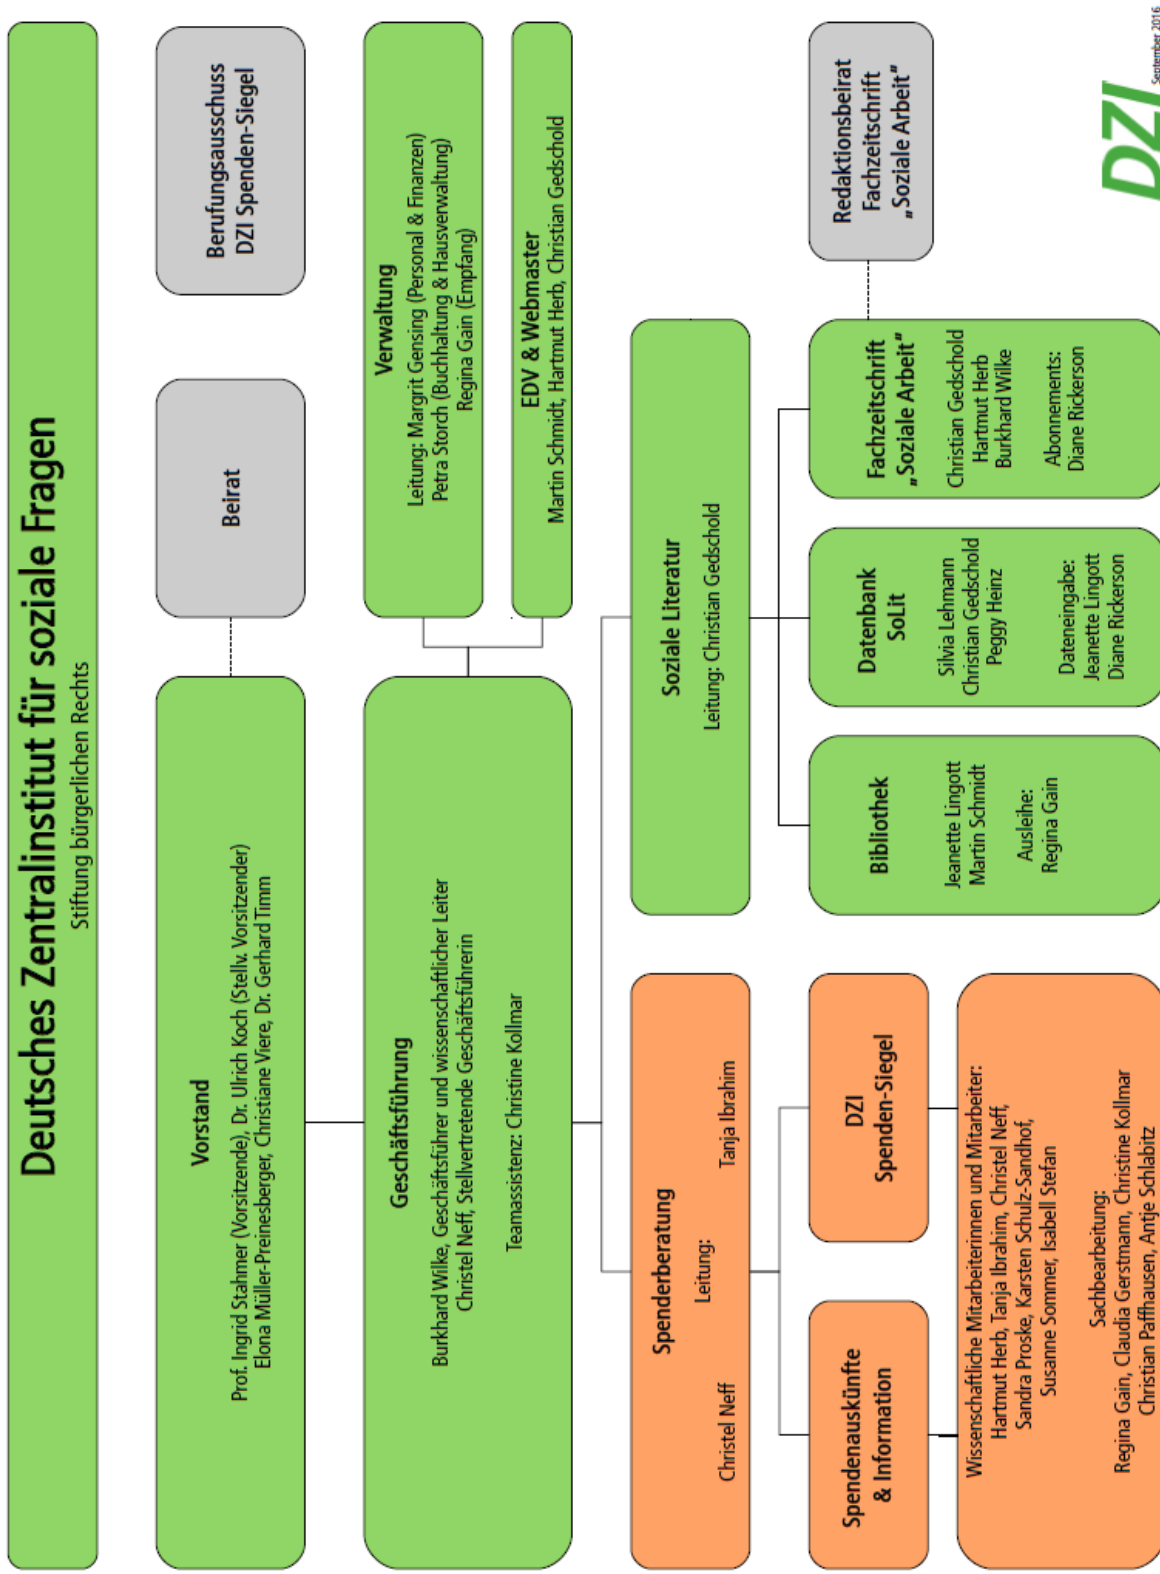 Deutsches Zentralinstitut für soziale Fragen
Stiftung bürgerlichen Rechts
Vorstand
Prof. Ingrid Stahmer (Vorsitzende), Dr. Ulrich Koch (Stellv. Vorsitzender)
Elona Müller-Preinesberger, Christiane Viere, Dr. Gerhard Timm
Beirat
Berufungsausschuss
DZI Spenden-Siegel
Geschäftsführung
Burkhard Wilke, Geschäftsführer und wissenschaftlicher Leiter
Christel Neff, Stellvertretende Geschäftsführerin
Teamassistenz: Christine Kollmar
Verwaltung
Leitung: Margrit Gensing (Personal & Finanzen)
Petra Storch (Buchhaltung & Hausverwaltung)
Regina Gain (Empfang)
EDV & Webmaster
Martin Schmidt, Hartmut Herb, Christian Gedschold
Spenderberatung
Leitung:
Christel Neff Tanja Ibrahim
Soziale Literatur
Leitung: Christian Gedschold
Spendenauskünfte
& Information
DZI
Spenden-Siegel
Wissenschaftliche Mitarbeiterinnen und Mitarbeiter:
Hartmut Herb, Tanja Ibrahim, Christel Neff,
Sandra Proske, Karsten Schulz-Sandhof,
Susanne Sommer, Isabell Stefan
Sachbearbeitung:
Regina Gain, Claudia Gerstmann, Christine Kollmar
Christian Paffhausen, Antje Schlabitz
Bibliothek
Jeanette Lingott
Martin Schmidt
Ausleihe:
Regina Gain
Datenbank
SoLit
Silvia Lehmann
Christian Gedschold
Peggy Heinz
Dateneingabe:
Jeanette Lingott
Diane Rickerson
Fachzeitschrift
„Soziale Arbeit“
Christian Gedschold
Hartmut Herb
Burkhard Wilke
Abonnements:
Diane Rickerson
Redaktionsbeirat
Fachzeitschrift
„Soziale Arbeit“
DZI
September 2016